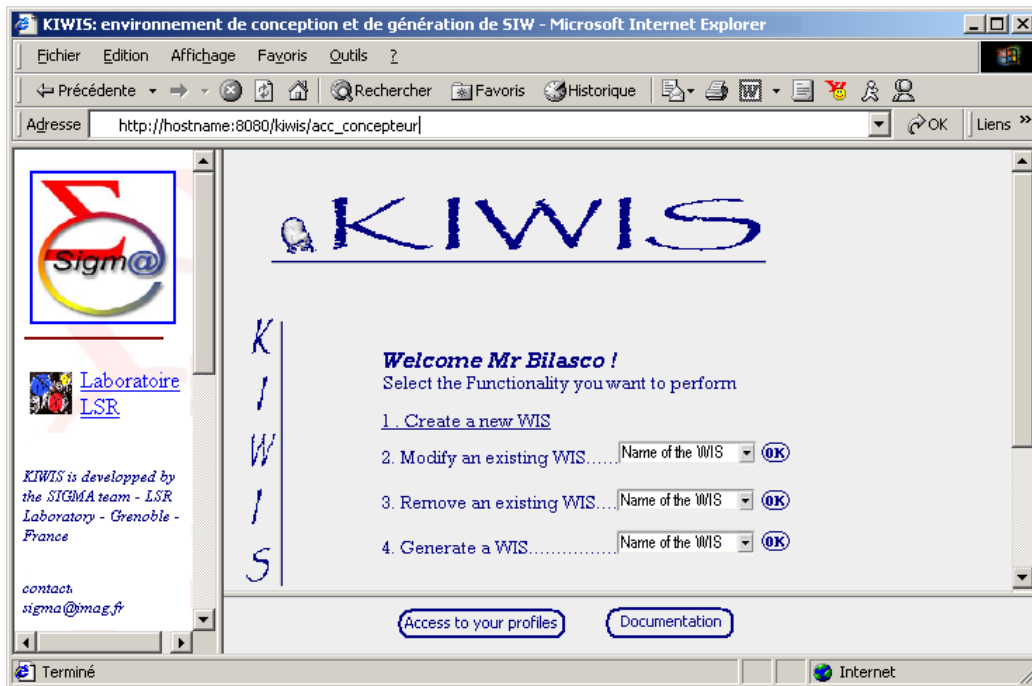 KIWIS: environnement de conception et de génération de SIW - Microsoft Internet Explorer
Fichier Edition Affichage Favoris Outils ?
Précédente Rechercher Favoris Historique
Adresse http://hostname:8080/kiwis/acc_concepteur OK Liens »
Sigm@
Laboratoire
LSR
KIWIS is developped by
the SIGMA team - LSR
Laboratory - Grenoble -
France
contact:
sigma@imag.fr
KIWIS
K
I
W
I
S
Welcome Mr Bilasco !
Select the Functionality you want to perform
1 . Create a new WIS
2. Modify an existing WIS...... Name of the WIS OK
3. Remove an existing WIS.... Name of the WIS OK
4. Generate a WIS................ Name of the WIS OK
Access to your profiles Documentation
Terminé Internet